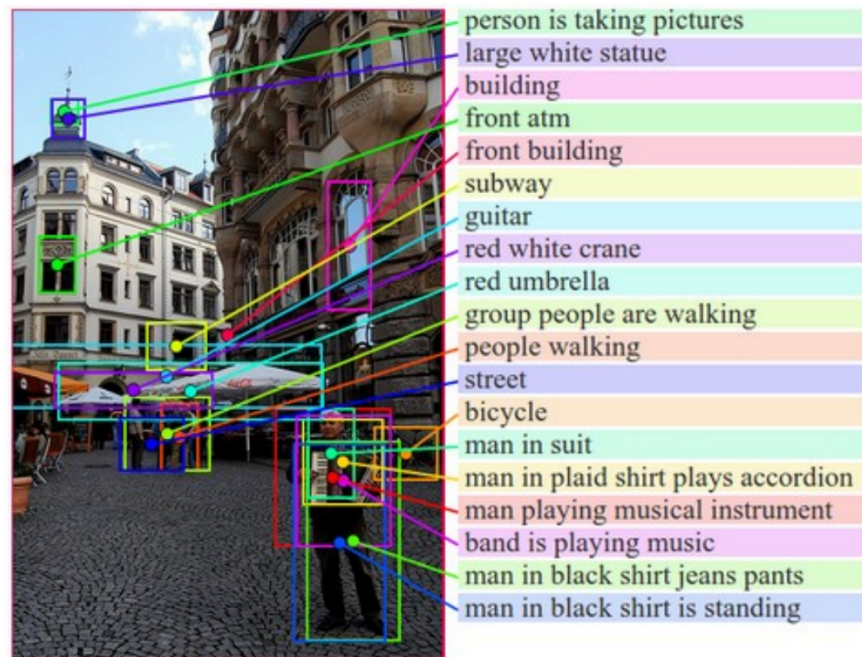 person is taking pictures
large white statue
building
front atm
front building
subway
guitar
red white crane
red umbrella
group people are walking
people walking
street
bicycle
man in suit
man in plaid shirt plays accordion
man playing musical instrument
band is playing music
man in black shirt jeans pants
man in black shirt is standing